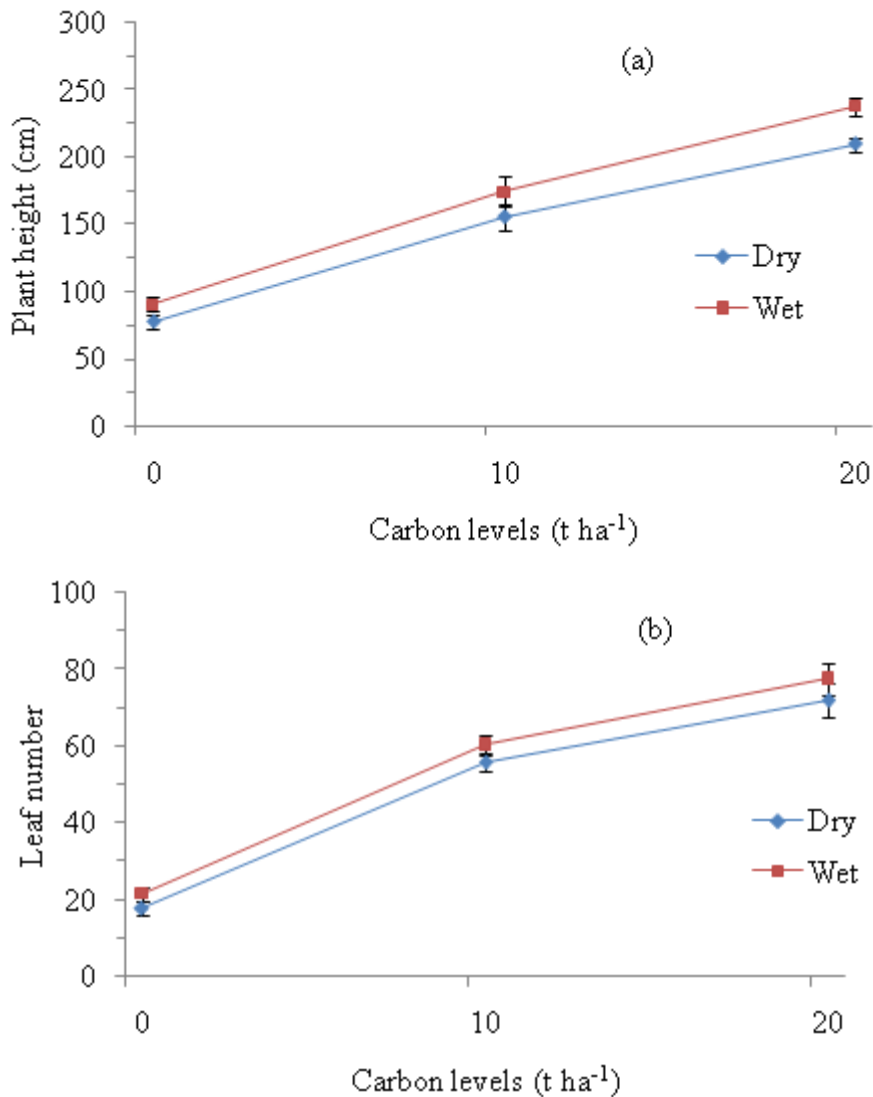 300
(a)
250
200
150
100
50
0
Plant height (cm)
Dry
Wet
0 10 20
Carbon levels (t ha⁻¹)
100
(b)
80
60
40
20
0
Leaf number
Dry
Wet
0 10 20
Carbon levels (t ha⁻¹)